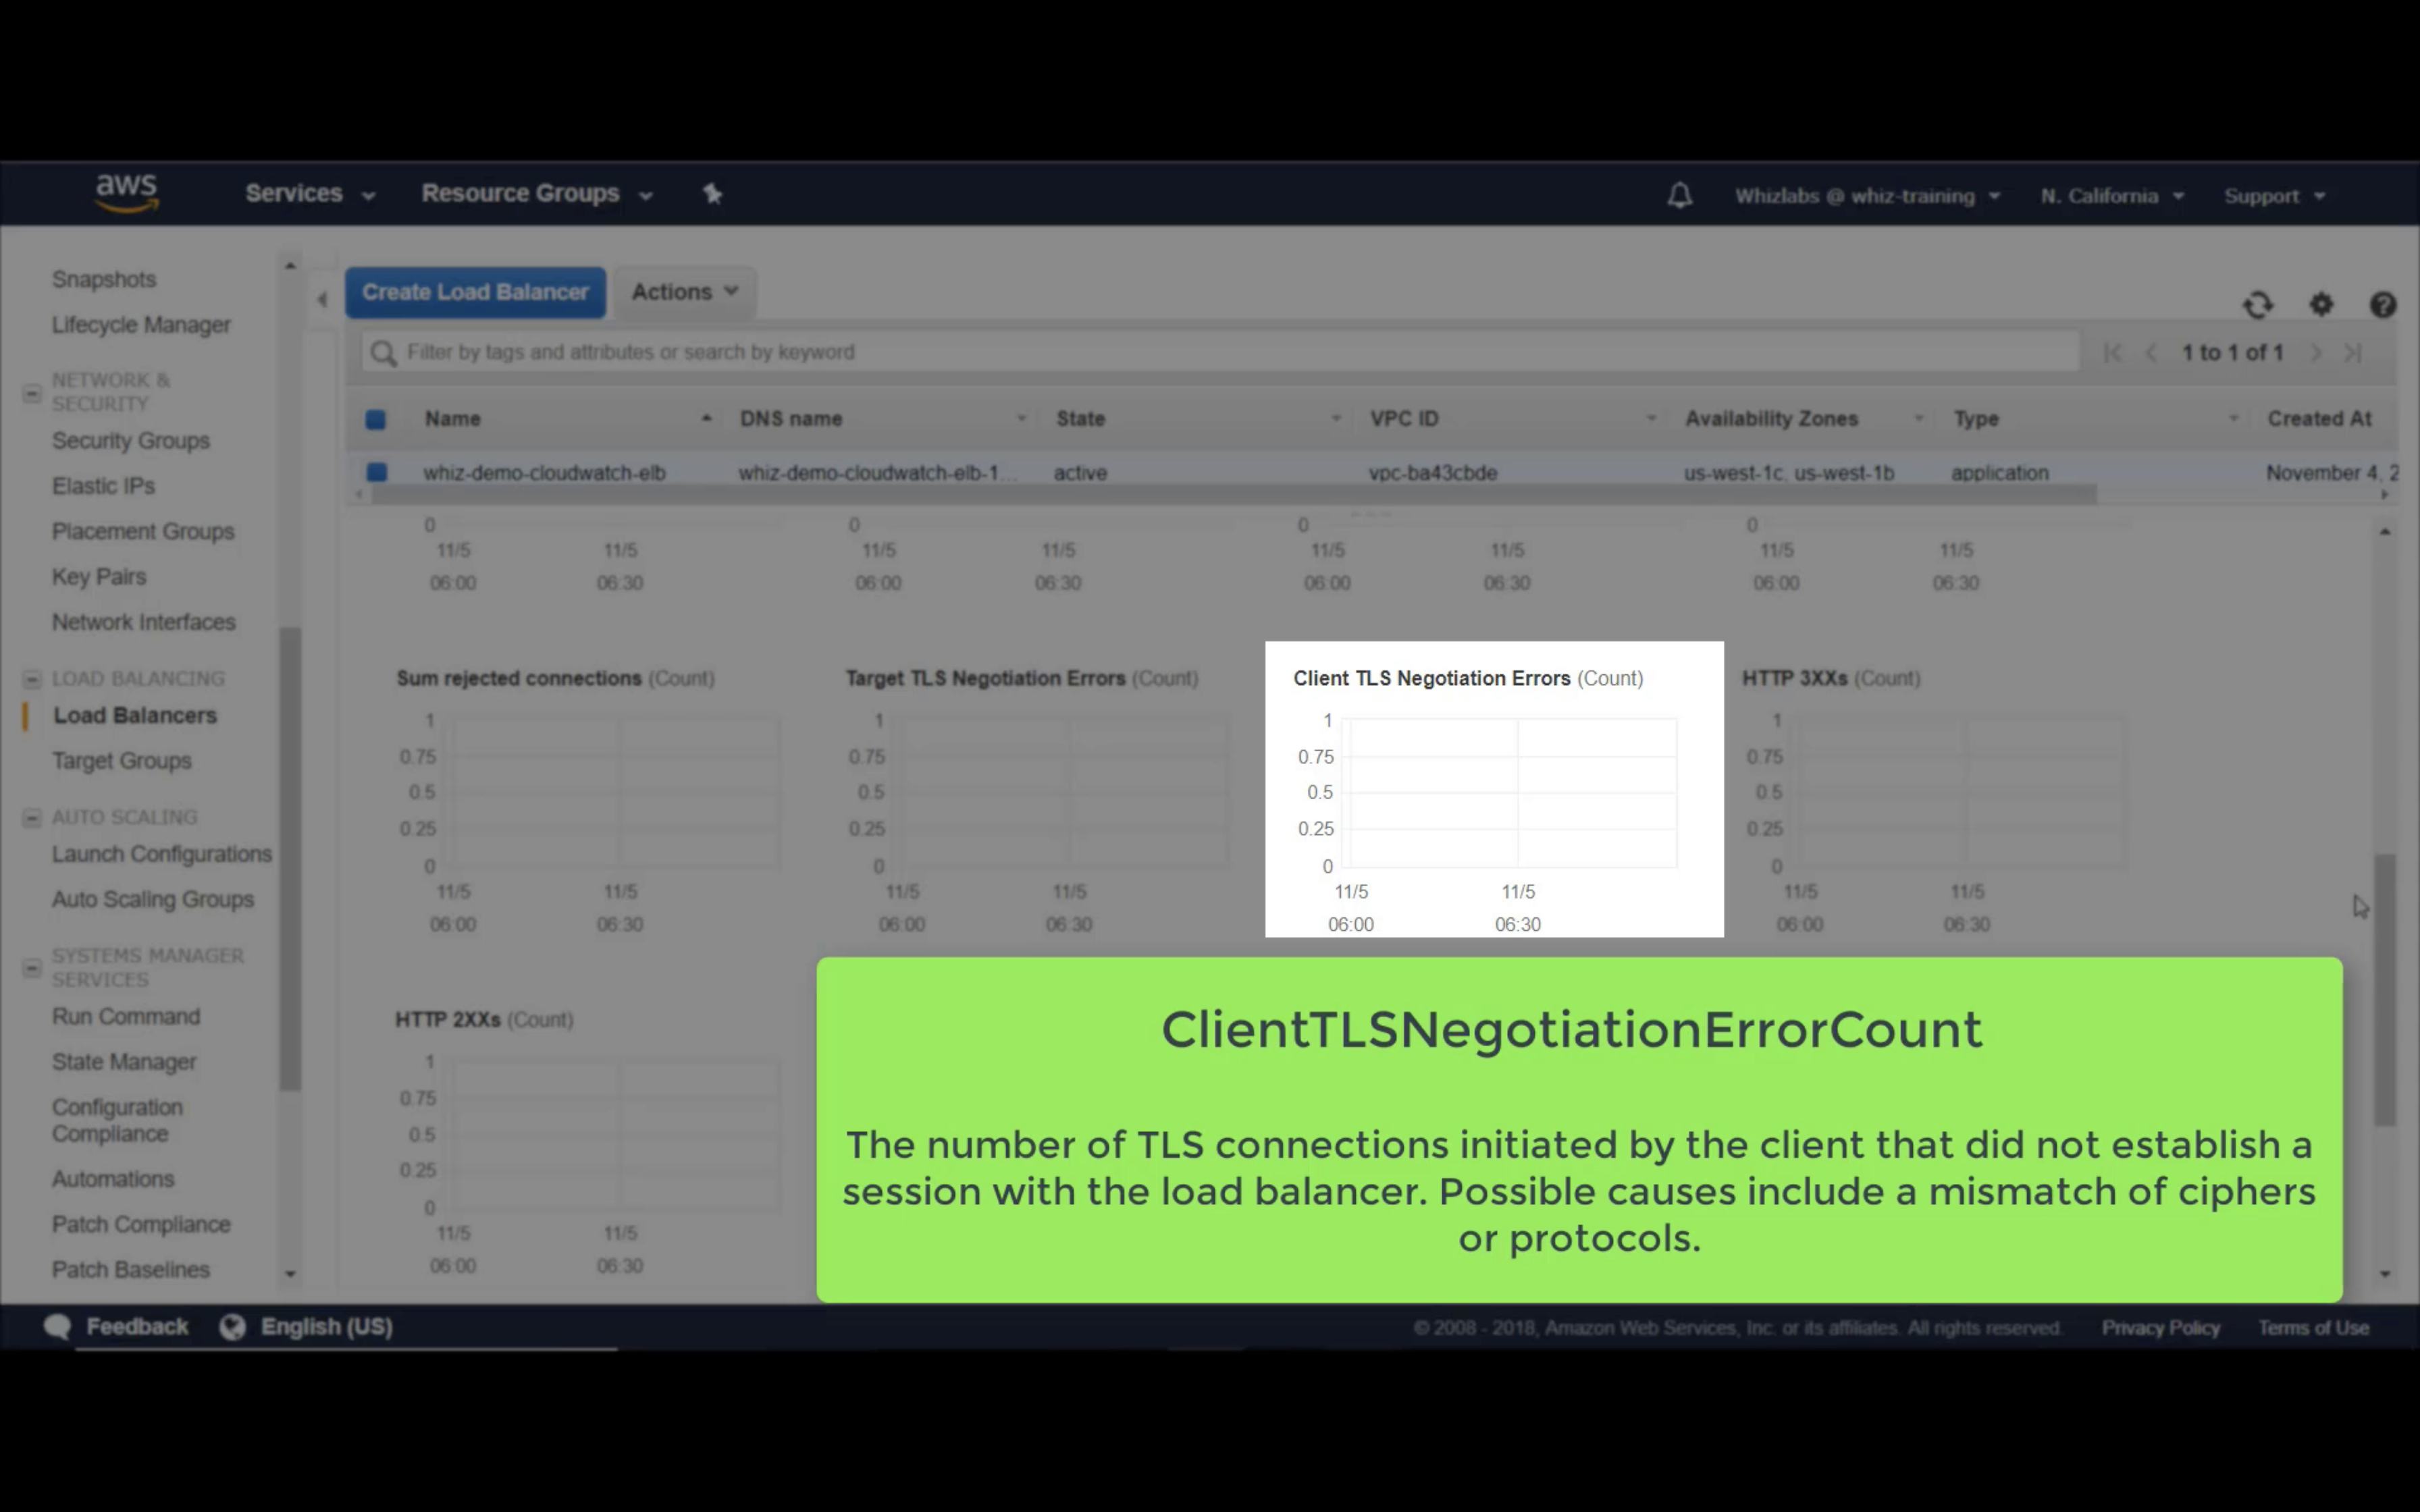 aws Services Resource Groups Whizlabs @ whiz-training N. California Support
Snapshots
Lifecycle Manager
NETWORK &
SECURITY
Security Groups
Elastic IPs
Placement Groups
Key Pairs
Network Interfaces
LOAD BALANCING
Load Balancers
Target Groups
AUTO SCALING
Launch Configurations
Auto Scaling Groups
SYSTEMS MANAGER
SERVICES
Run Command
State Manager
Configuration
Compliance
Automations
Patch Compliance
Patch Baselines
Create Load Balancer Actions
Filter by tags and attributes or search by keyword 1 to 1 of 1
Name DNS name State VPC ID Availability Zones Type Created At
whiz-demo-cloudwatch-elb whiz-demo-cloudwatch-elb-1... active vpc-ba43cbde us-west-1c, us-west-1b application November 4, 2
0 0 0 0
11/5 11/5 11/5 11/5 11/5 11/5 11/5 11/5
06:00 06:30 06:00 06:30 06:00 06:30 06:00 06:30
Sum rejected connections (Count)
1
0.75
0.5
0.25
0
11/5 11/5
06:00 06:30
Target TLS Negotiation Errors (Count)
1
0.75
0.5
0.25
0
11/5 11/5
06:00 06:30
Client TLS Negotiation Errors (Count)
1
0.75
0.5
0.25
0
11/5 11/5
06:00 06:30
HTTP 3XXs (Count)
1
0.75
0.5
0.25
0
11/5 11/5
06:00 06:30
HTTP 2XXs (Count)
1
0.75
0.5
0.25
0
11/5 11/5
06:00 06:30
ClientTLSNegotiationErrorCount
The number of TLS connections initiated by the client that did not establish a
session with the load balancer. Possible causes include a mismatch of ciphers
or protocols.
Feedback English (US) © 2008 - 2018, Amazon Web Services, Inc. or its affiliates. All rights reserved. Privacy Policy Terms of Use